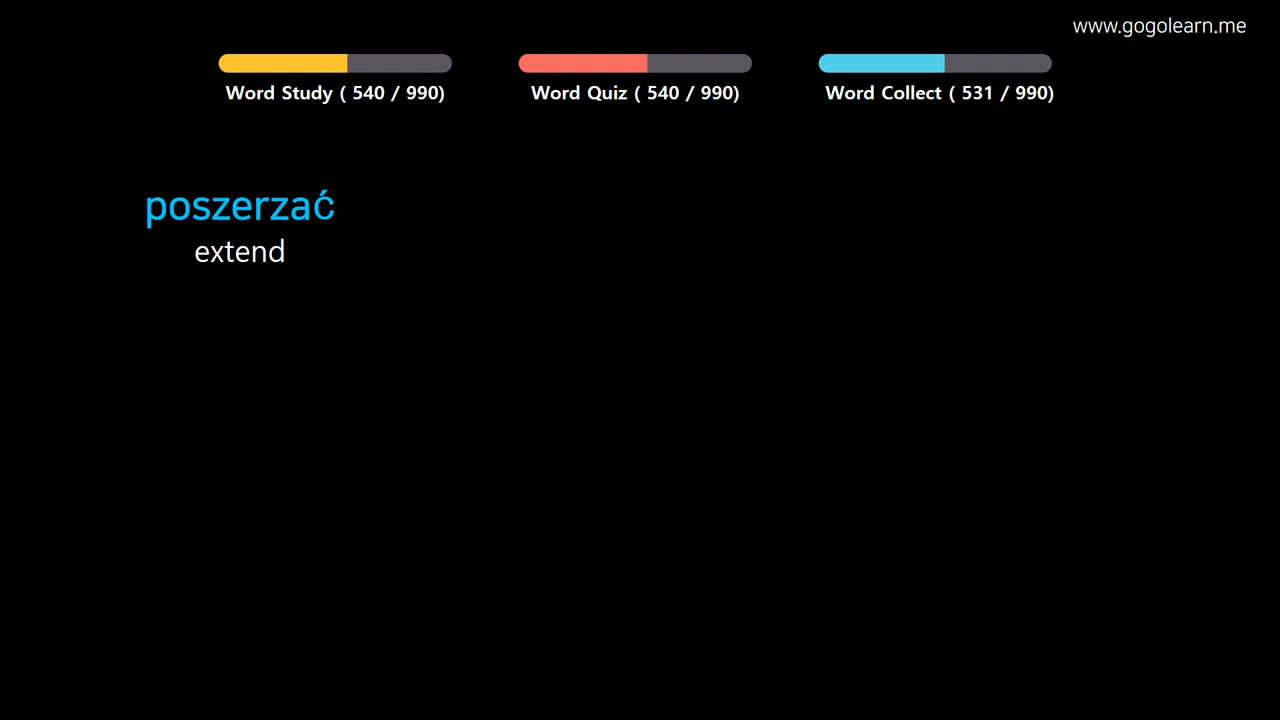 www.gogolearn.me
Word Study ( 540 / 990)
Word Quiz ( 540 / 990)
Word Collect ( 531 / 990)
poszerzać
extend